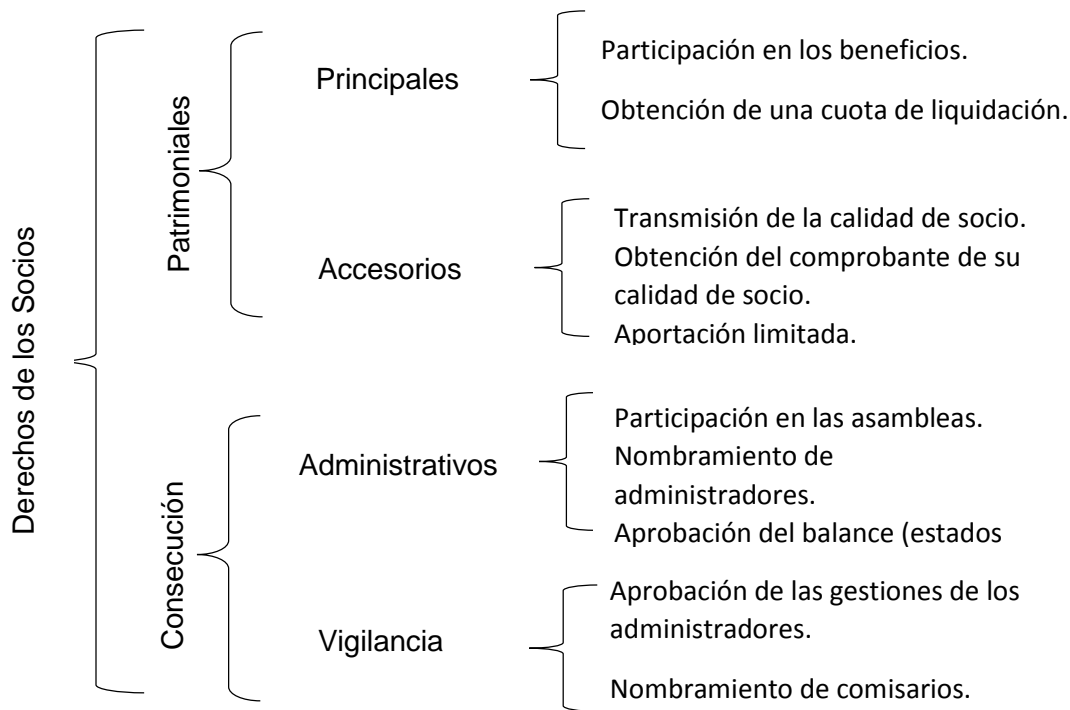 Derechos de los Socios
Patrimoniales
Principales
Participación en los beneficios.
Obtención de una cuota de liquidación.
Accesorios
Transmisión de la calidad de socio.
Obtención del comprobante de su
calidad de socio.
Aportación limitada.
Consecución
Administrativos
Participación en las asambleas.
Nombramiento de
administradores.
Aprobación del balance (estados
Vigilancia
Aprobación de las gestiones de los
administradores.
Nombramiento de comisarios.